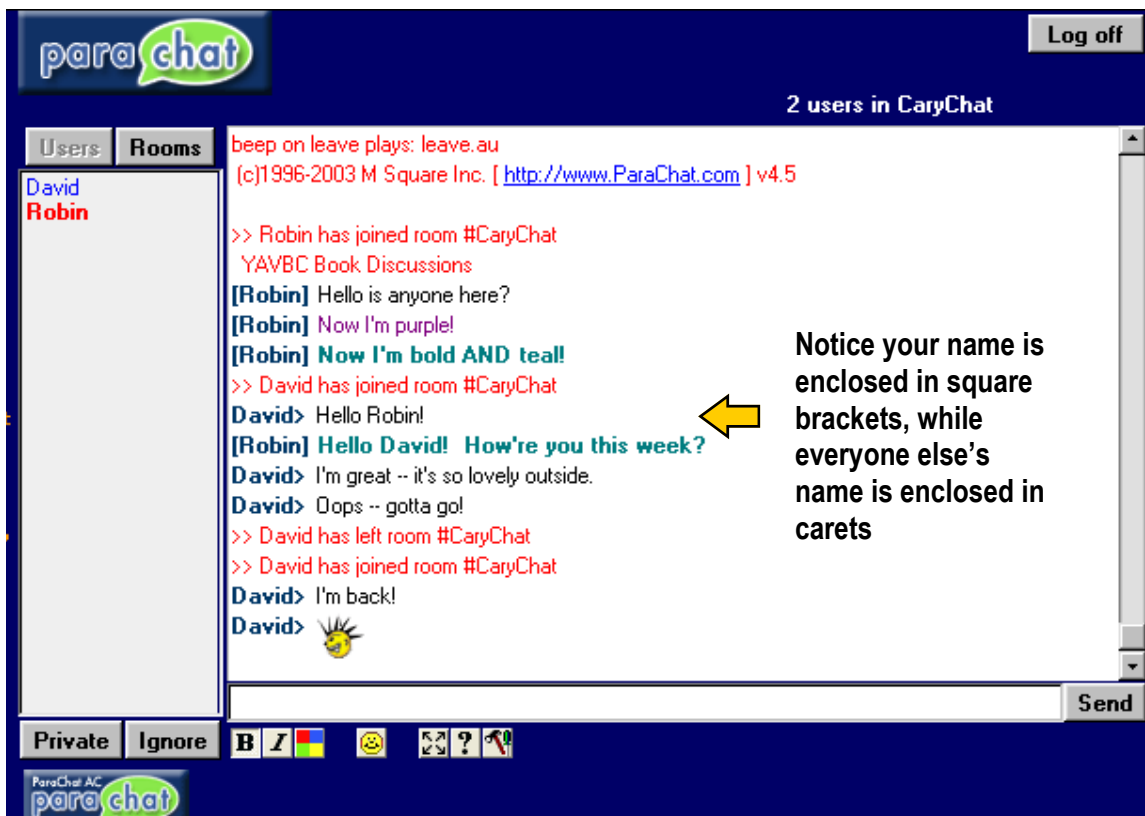 parachat
Log off
2 users in CaryChat
Users
Rooms
David
Robin
beep on leave plays: leave.au
(c)1996-2003 M Square Inc. [ http://www.ParaChat.com ] v4.5
>> Robin has joined room #CaryChat
YAVBC Book Discussions
[Robin] Hello is anyone here?
[Robin] Now I'm purple!
[Robin] Now I'm bold AND teal!
>> David has joined room #CaryChat
David> Hello Robin!
[Robin] Hello David!  How're you this week?
David> I'm great -- it's so lovely outside.
David> Oops -- gotta go!
>> David has left room #CaryChat
>> David has joined room #CaryChat
David> I'm back!
David>
Notice your name is
enclosed in square
brackets, while
everyone else’s
name is enclosed in
carets
Send
Private
Ignore
B I ?
ParaChat AC
parachat